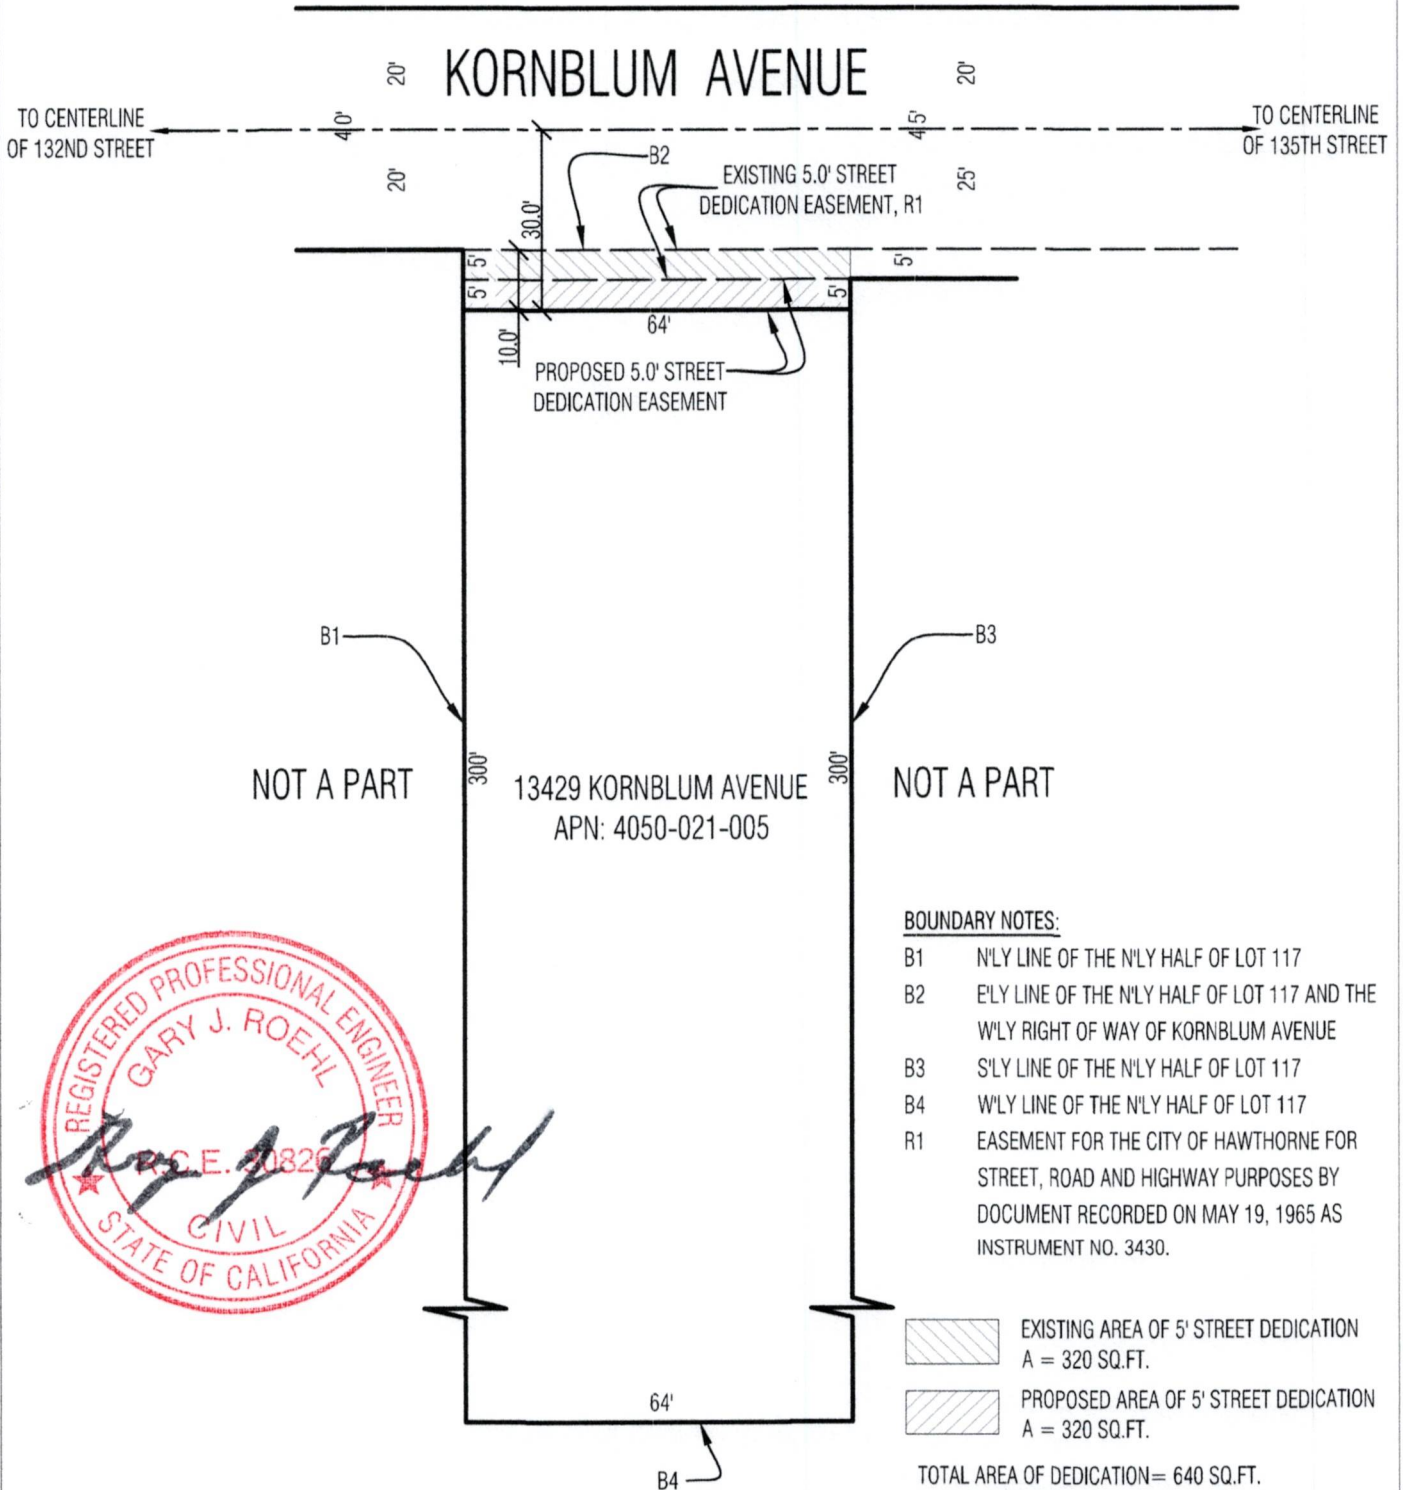 KORNBLUM AVENUE
20'
20'
TO CENTERLINE
OF 132ND STREET
40'
45'
TO CENTERLINE
OF 135TH STREET
20'
25'
B2
EXISTING 5.0' STREET
DEDICATION EASEMENT, R1
30.0'
5'
5'
5'
5'
10.0'
64'
PROPOSED 5.0' STREET
DEDICATION EASEMENT
B1
B3
NOT A PART
300'
13429 KORNBLUM AVENUE
APN: 4050-021-005
300'
NOT A PART
BOUNDARY NOTES:
B1 N'LY LINE OF THE N'LY HALF OF LOT 117
B2 E'LY LINE OF THE N'LY HALF OF LOT 117 AND THE
W'LY RIGHT OF WAY OF KORNBLUM AVENUE
B3 S'LY LINE OF THE N'LY HALF OF LOT 117
B4 W'LY LINE OF THE N'LY HALF OF LOT 117
R1 EASEMENT FOR THE CITY OF HAWTHORNE FOR
STREET, ROAD AND HIGHWAY PURPOSES BY
DOCUMENT RECORDED ON MAY 19, 1965 AS
INSTRUMENT NO. 3430.
REGISTERED PROFESSIONAL ENGINEER
GARY J. ROEHL
R.C.E. 30826
CIVIL
STATE OF CALIFORNIA
EXISTING AREA OF 5' STREET DEDICATION
A = 320 SQ.FT.
PROPOSED AREA OF 5' STREET DEDICATION
A = 320 SQ.FT.
TOTAL AREA OF DEDICATION= 640 SQ.FT.
64'
B4